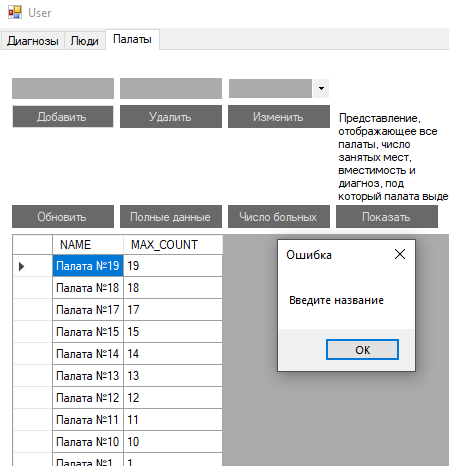 User
Диагнозы Люди Палаты
Добавить Удалить Изменить
Представление,
отображающее все
палаты, число
занятых мест,
вместимость и
диагноз, под
который палата выде
Обновить Полные данные Число больных Показать
NAME MAX_COUNT
Палата №19 19
Палата №18 18
Палата №17 17
Палата №15 15
Палата №14 14
Палата №13 13
Палата №12 12
Палата №11 11
Палата №10 10
Палата №1 1
Ошибка
Введите название
OK